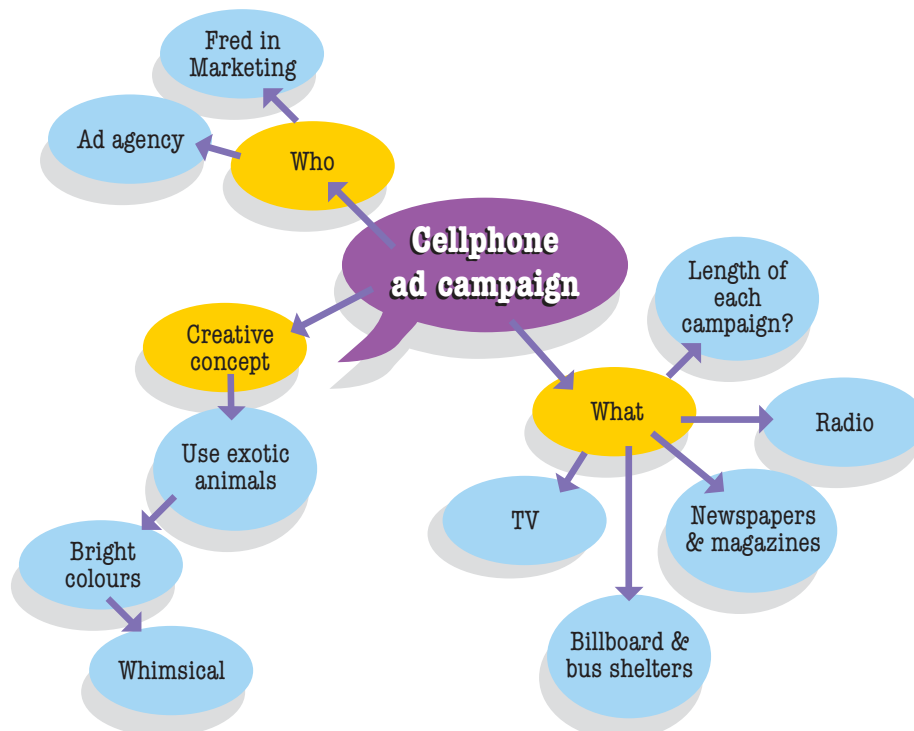 Fred in
Marketing
Ad agency
Who
Cellphone
ad campaign
Length of
each
campaign?
Creative
concept
What
Radio
Use exotic
animals
TV
Newspapers
& magazines
Bright
colours
Billboard &
bus shelters
Whimsical